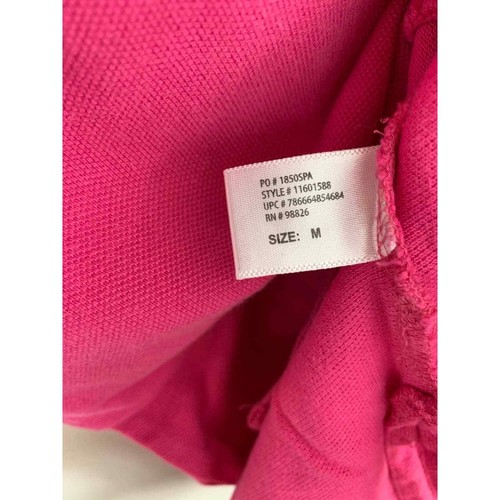 PO # 1850SPA
STYLE # 11601588
UPC # 786664854684
RN # 98826
SIZE: M